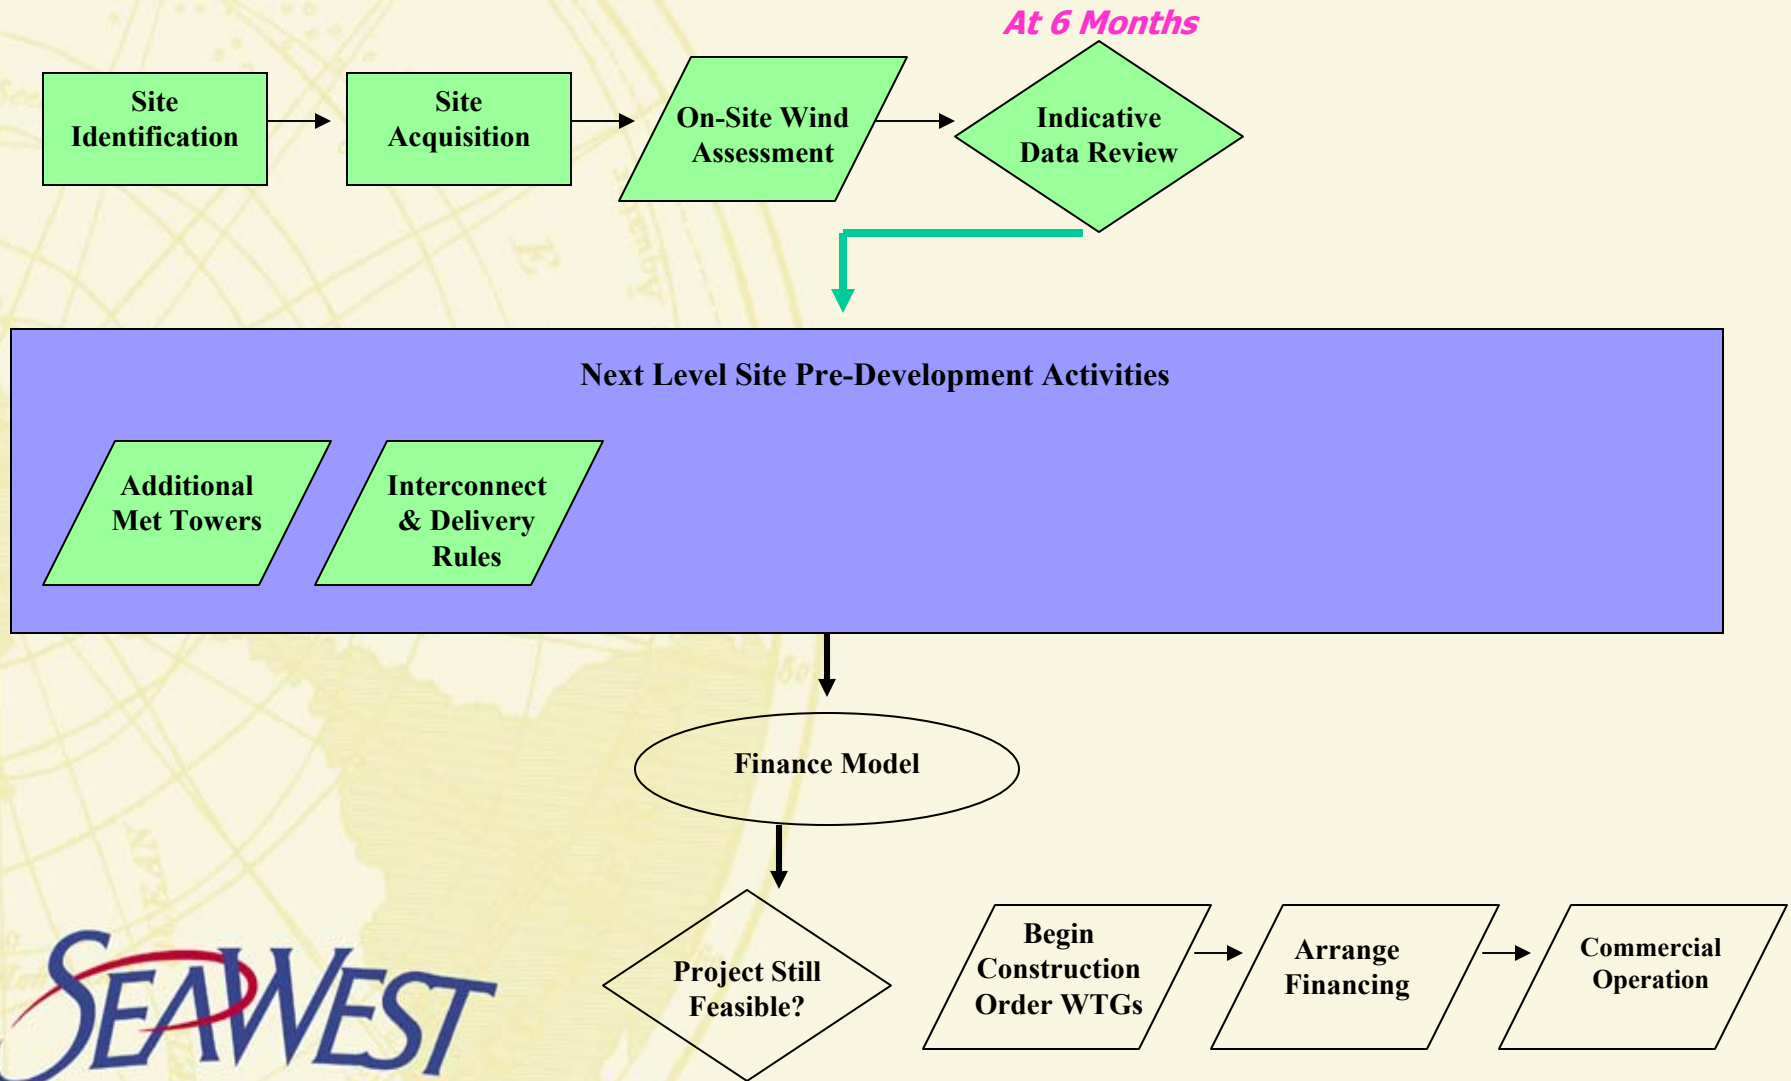 At 6 Months
Site
Identification
Site
Acquisition
On-Site Wind
Assessment
Indicative
Data Review
E
Next Level Site Pre-Development Activities
Additional
Met Towers
Interconnect
& Delivery
Rules
Finance Model
Project Still
Feasible?
Begin
Construction
Order WTGs
Arrange
Financing
Commercial
Operation
SEAWEST